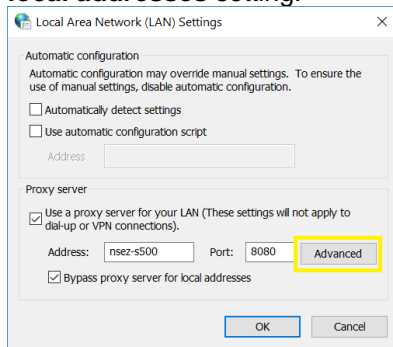 local addresses setting.
Local Area Network (LAN) Settings
Automatic configuration
Automatic configuration may override manual settings. To ensure the
use of manual settings, disable automatic configuration.
Automatically detect settings
Use automatic configuration script
Address
Proxy server
Use a proxy server for your LAN (These settings will not apply to
dial-up or VPN connections).
Address: nsez-s500 Port: 8080 Advanced
Bypass proxy server for local addresses
OK Cancel